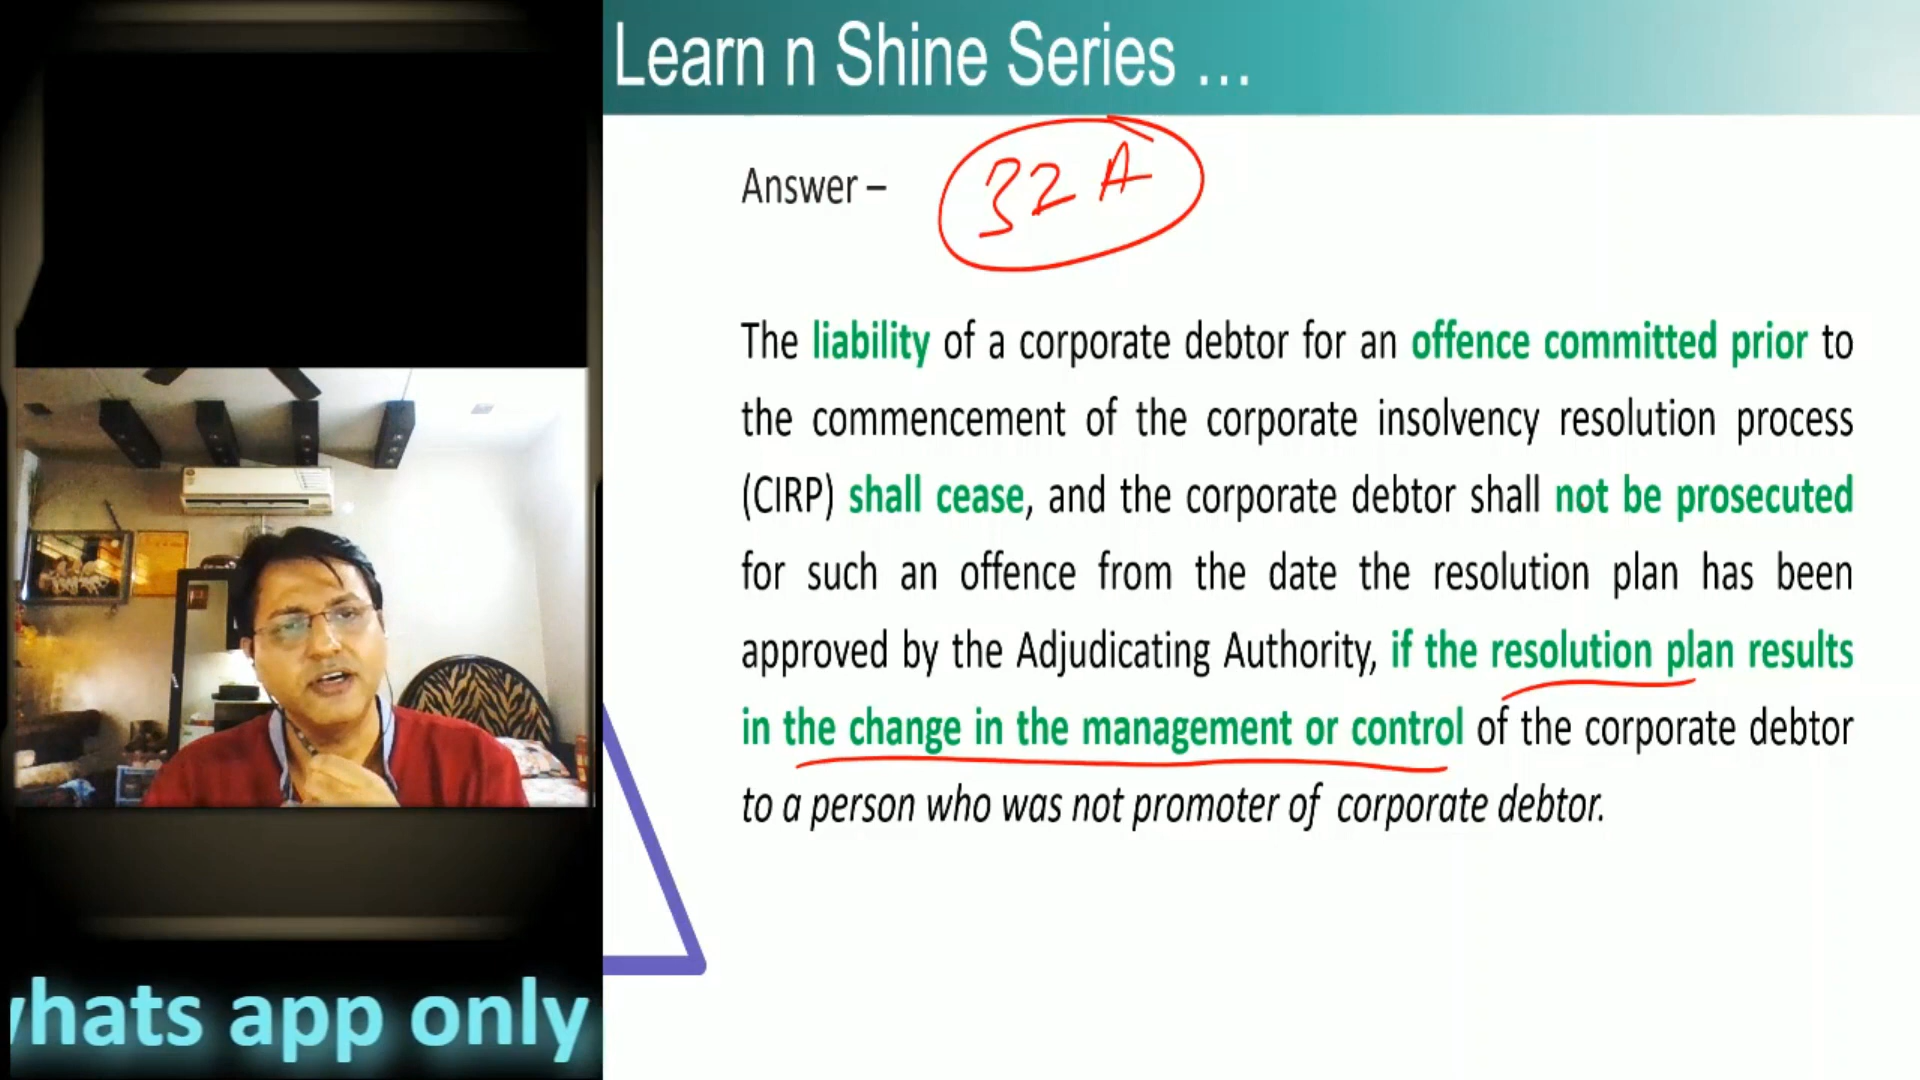 Learn n Shine Series ...
Answer –
32 A
The liability of a corporate debtor for an offence committed prior to
the commencement of the corporate insolvency resolution process
(CIRP) shall cease, and the corporate debtor shall not be prosecuted
for such an offence from the date the resolution plan has been
approved by the Adjudicating Authority, if the resolution plan results
in the change in the management or control of the corporate debtor
to a person who was not promoter of corporate debtor.
hats app only